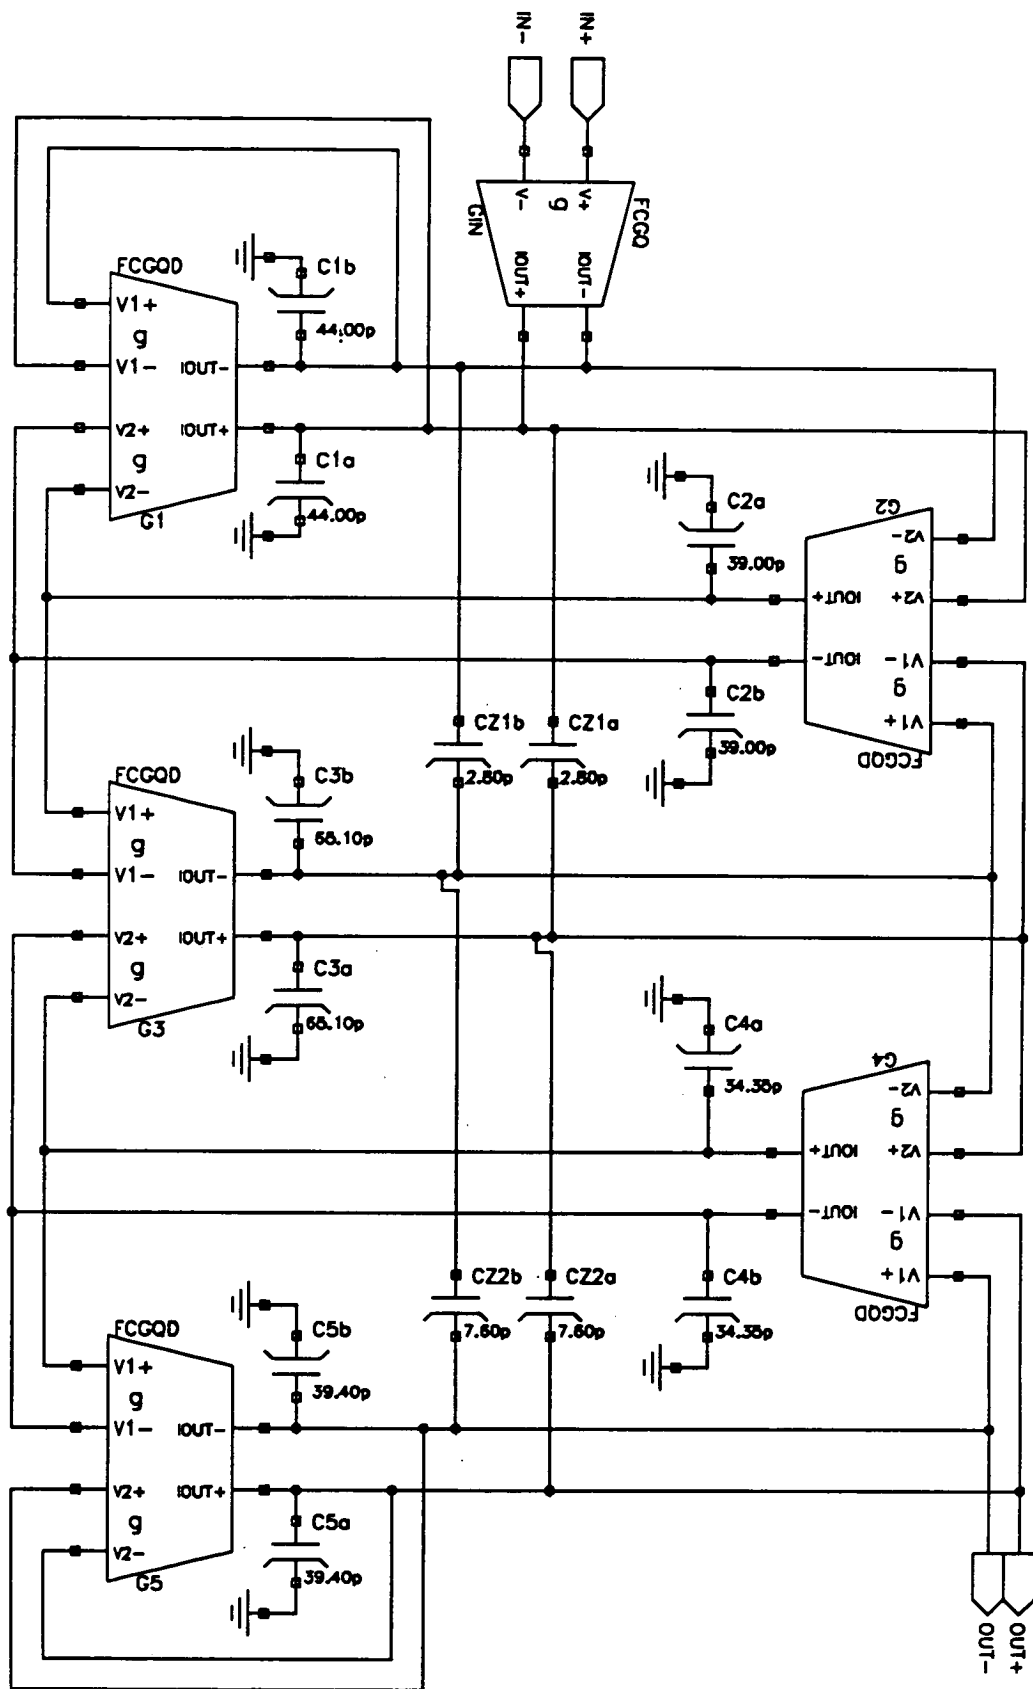 IN-
IN+
V-
g
V+
GIN
FCGQ
IOUT+
IOUT-
FCGQD
V1+
g
V1-
IOUT-
V2+
IOUT+
g
V2-
G1
C1b
44.00p
C1a
44.00p
C2a
39.00p
G2
V2-
g
IOUT+
V2+
IOUT-
V1-
g
V1+
FCGQD
C2b
39.00p
CZ1b
2.80p
CZ1a
2.80p
FCGQD
V1+
g
V1-
IOUT-
V2+
IOUT+
g
V2-
G3
C3b
68.10p
C3a
68.10p
C4a
34.35p
G4
V2-
g
IOUT+
V2+
IOUT-
V1-
g
V1+
FCGQD
C4b
34.35p
CZ2b
7.60p
CZ2a
7.60p
FCGQD
V1+
g
V1-
IOUT-
V2+
IOUT+
g
V2-
G5
C5b
39.40p
C5a
39.40p
OUT-
OUT+